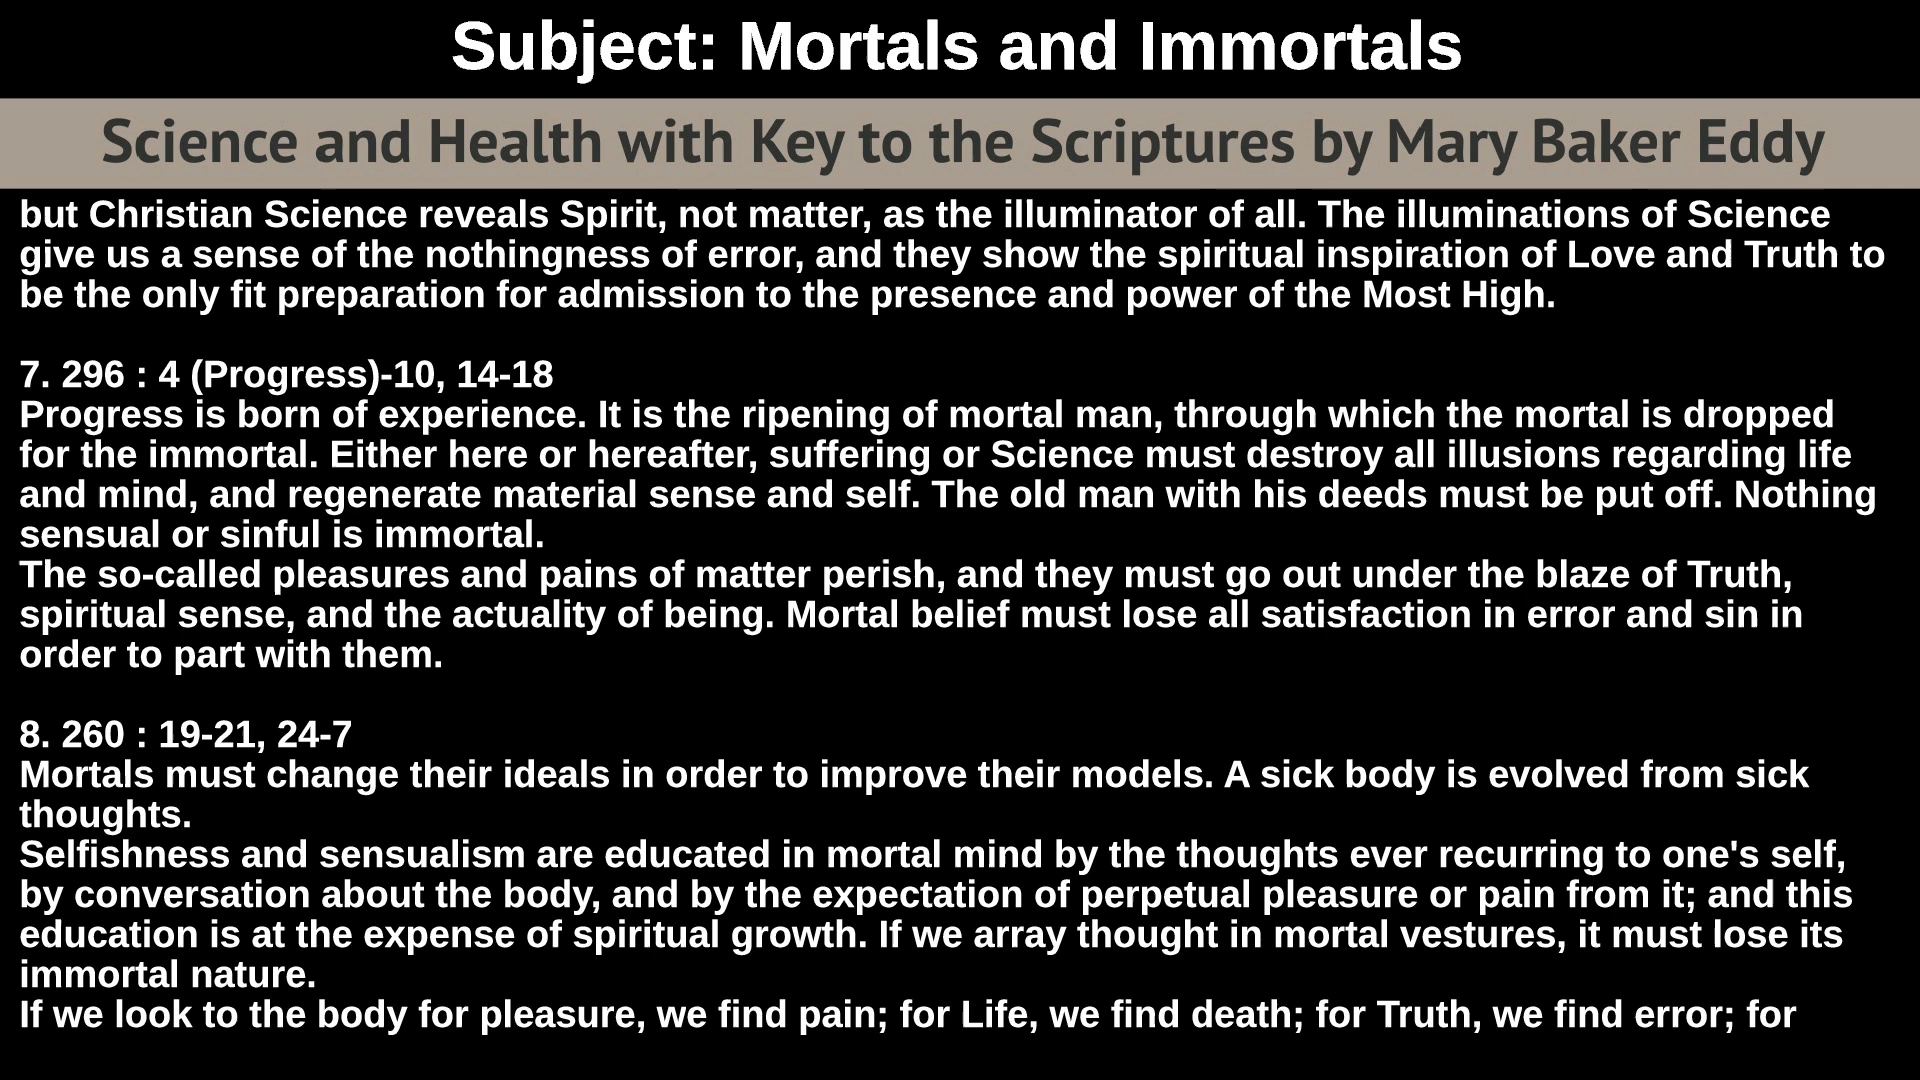 Subject: Mortals and Immortals
Science and Health with Key to the Scriptures by Mary Baker Eddy
but Christian Science reveals Spirit, not matter, as the illuminator of all. The illuminations of Science
give us a sense of the nothingness of error, and they show the spiritual inspiration of Love and Truth to
be the only fit preparation for admission to the presence and power of the Most High.
7. 296 : 4 (Progress)-10, 14-18
Progress is born of experience. It is the ripening of mortal man, through which the mortal is dropped
for the immortal. Either here or hereafter, suffering or Science must destroy all illusions regarding life
and mind, and regenerate material sense and self. The old man with his deeds must be put off. Nothing
sensual or sinful is immortal.
The so-called pleasures and pains of matter perish, and they must go out under the blaze of Truth,
spiritual sense, and the actuality of being. Mortal belief must lose all satisfaction in error and sin in
order to part with them.
8. 260 : 19-21, 24-7
Mortals must change their ideals in order to improve their models. A sick body is evolved from sick
thoughts.
Selfishness and sensualism are educated in mortal mind by the thoughts ever recurring to one's self,
by conversation about the body, and by the expectation of perpetual pleasure or pain from it; and this
education is at the expense of spiritual growth. If we array thought in mortal vestures, it must lose its
immortal nature.
If we look to the body for pleasure, we find pain; for Life, we find death; for Truth, we find error; for